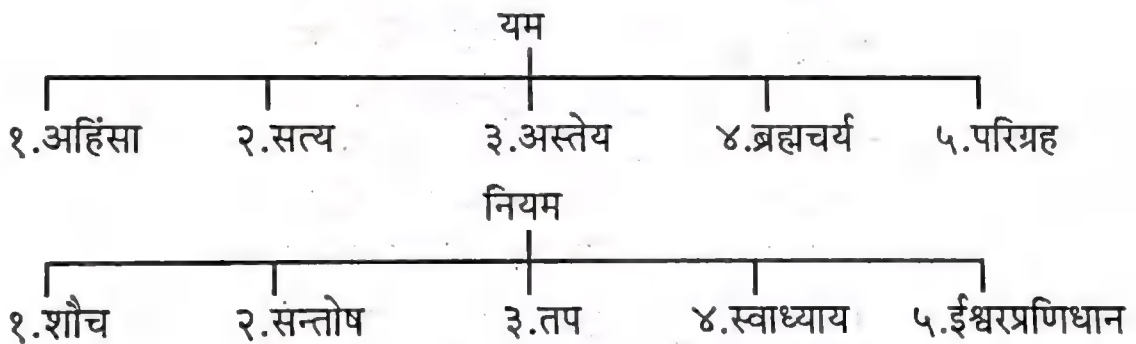 यम
१.अहिंसा २.सत्य ३.अस्तेय ४.ब्रह्मचर्य ५.परिग्रह
नियम
१.शौच २.सन्तोष ३.तप ४.स्वाध्याय ५.ईश्वरप्रणिधान